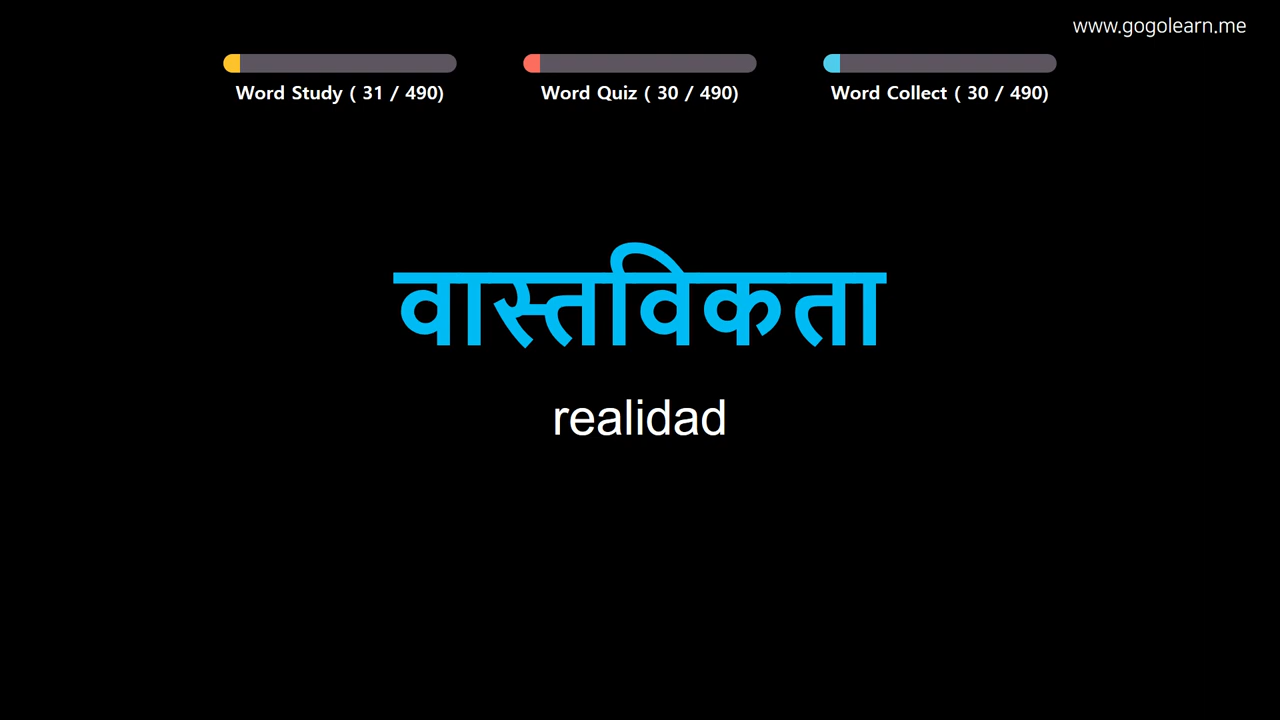 www.gogolearn.me
Word Study ( 31 / 490)
Word Quiz ( 30 / 490)
Word Collect ( 30 / 490)
वास्तविकता
realidad